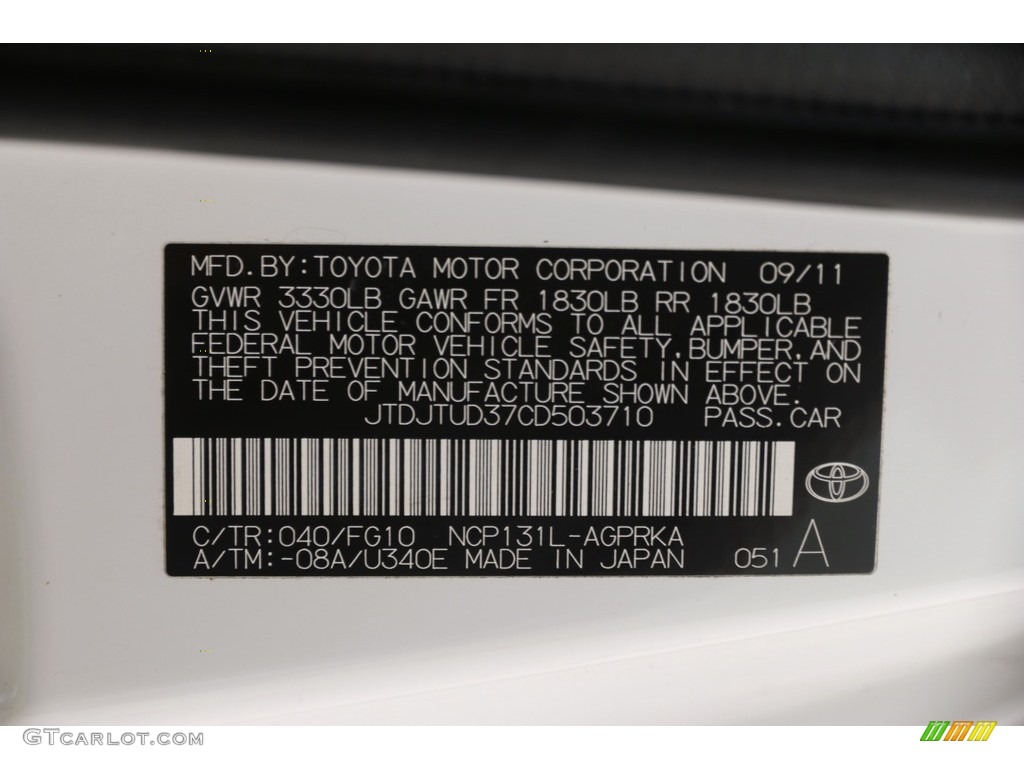 MFD.BY:TOYOTA MOTOR CORPORATION 09/11
GVWR 3330LB GAWR FR 1830LB RR 1830LB
THIS VEHICLE CONFORMS TO ALL APPLICABLE
FEDERAL MOTOR VEHICLE SAFETY,BUMPER,AND
THEFT PREVENTION STANDARDS IN EFFECT ON
THE DATE OF MANUFACTURE SHOWN ABOVE.
JTDJTUD37CD503710 PASS.CAR
C/TR:040/FG10 NCP131L-AGPRKA
A/TM:-08A/U340E MADE IN JAPAN 051 A
GTCarlot.com